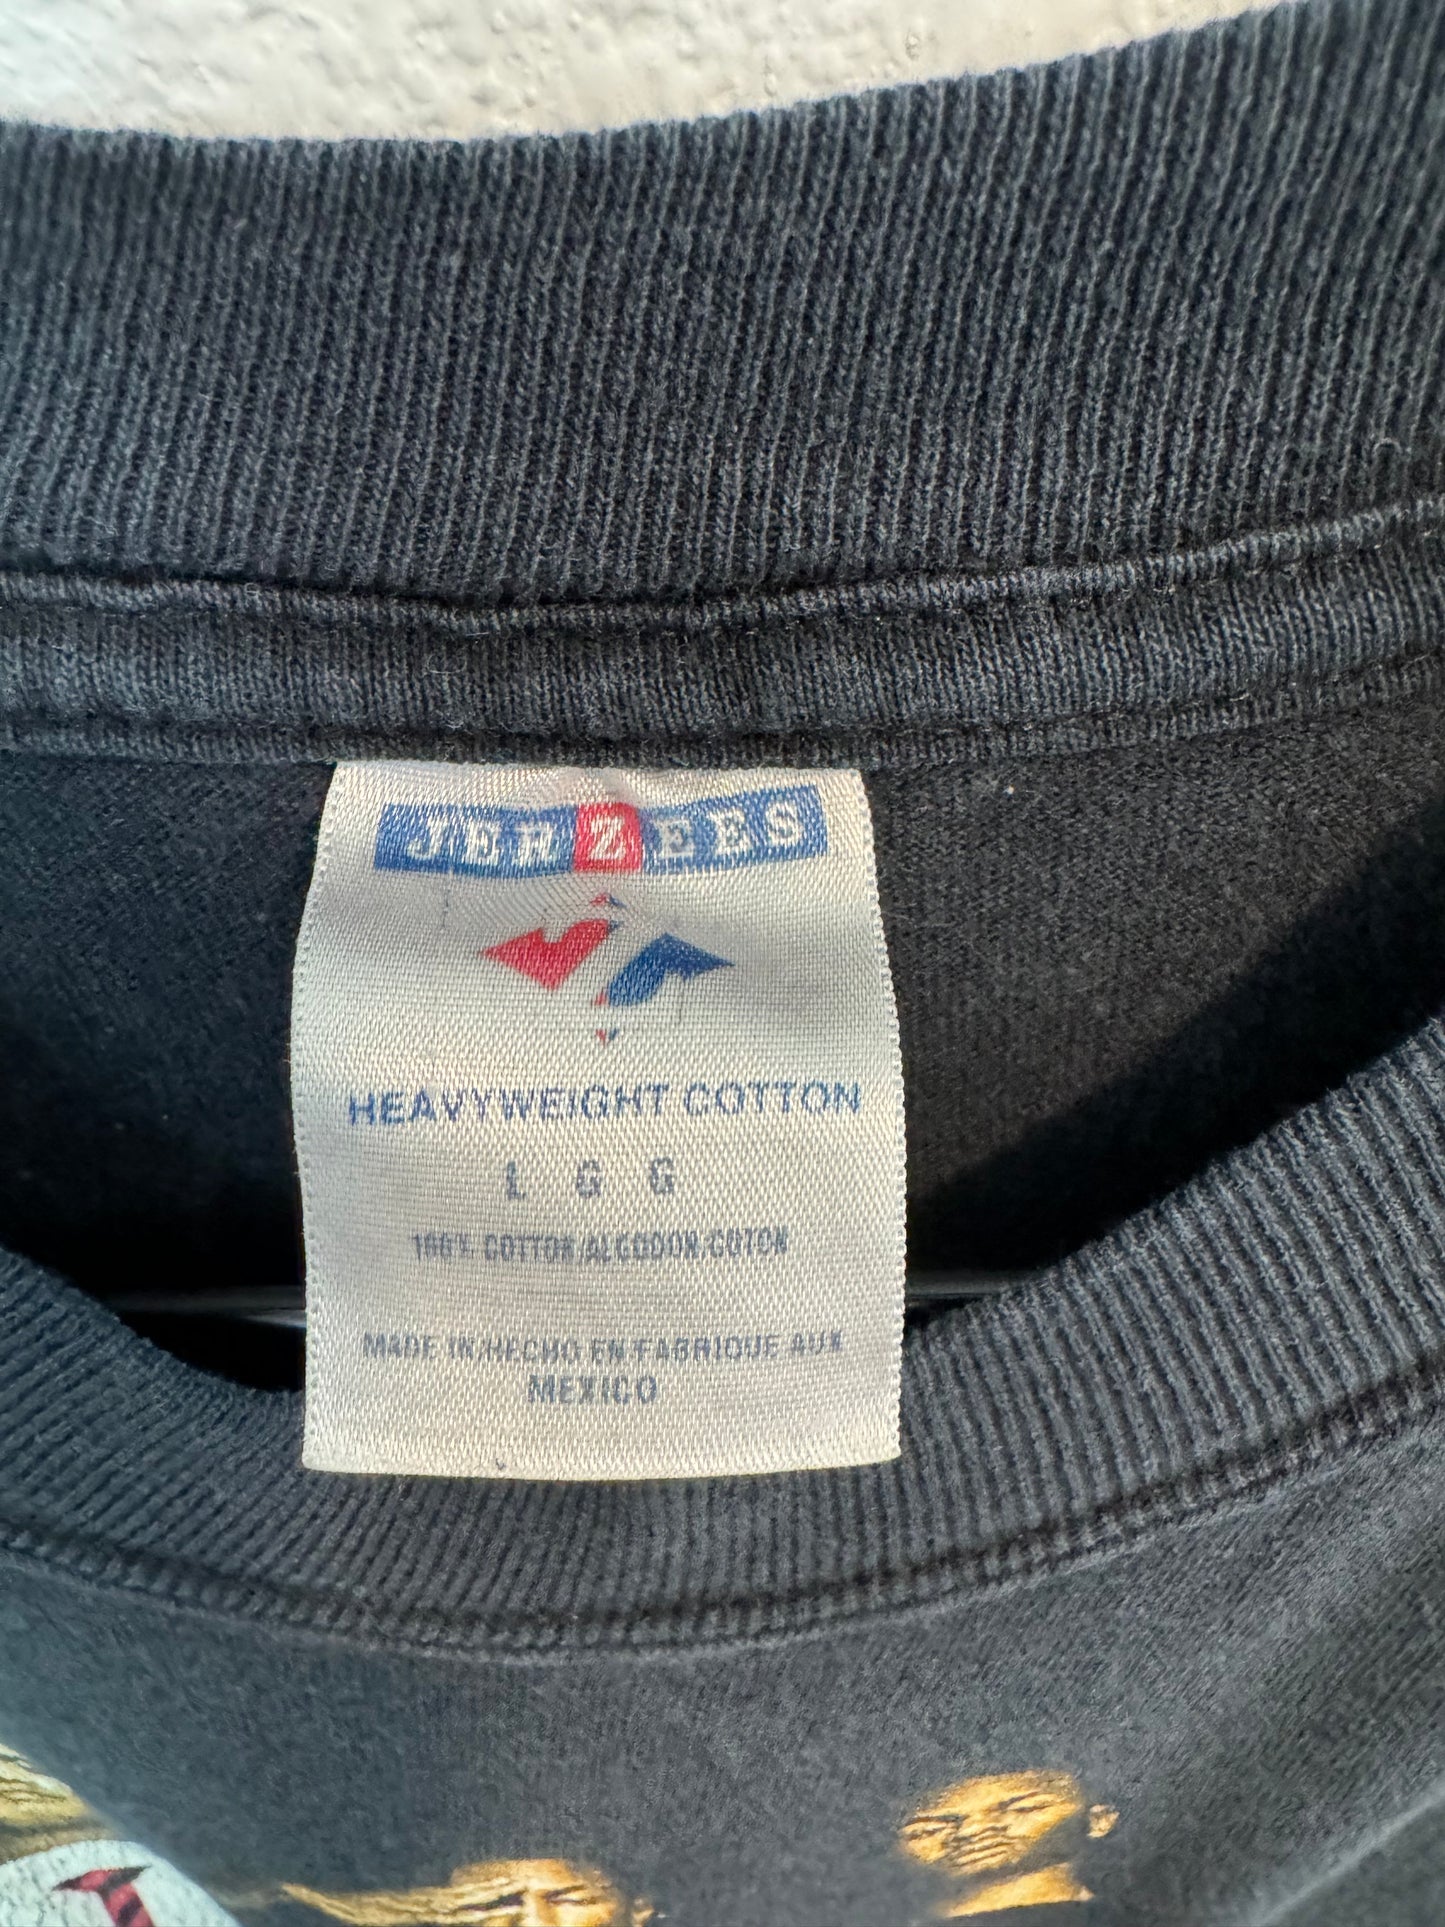 JERZEES
HEAVYWEIGHT COTTON
L G G
100% COTTON/ALGODON/COTON
MADE IN/HECHO EN/FABRIQUE AUX
MEXICO